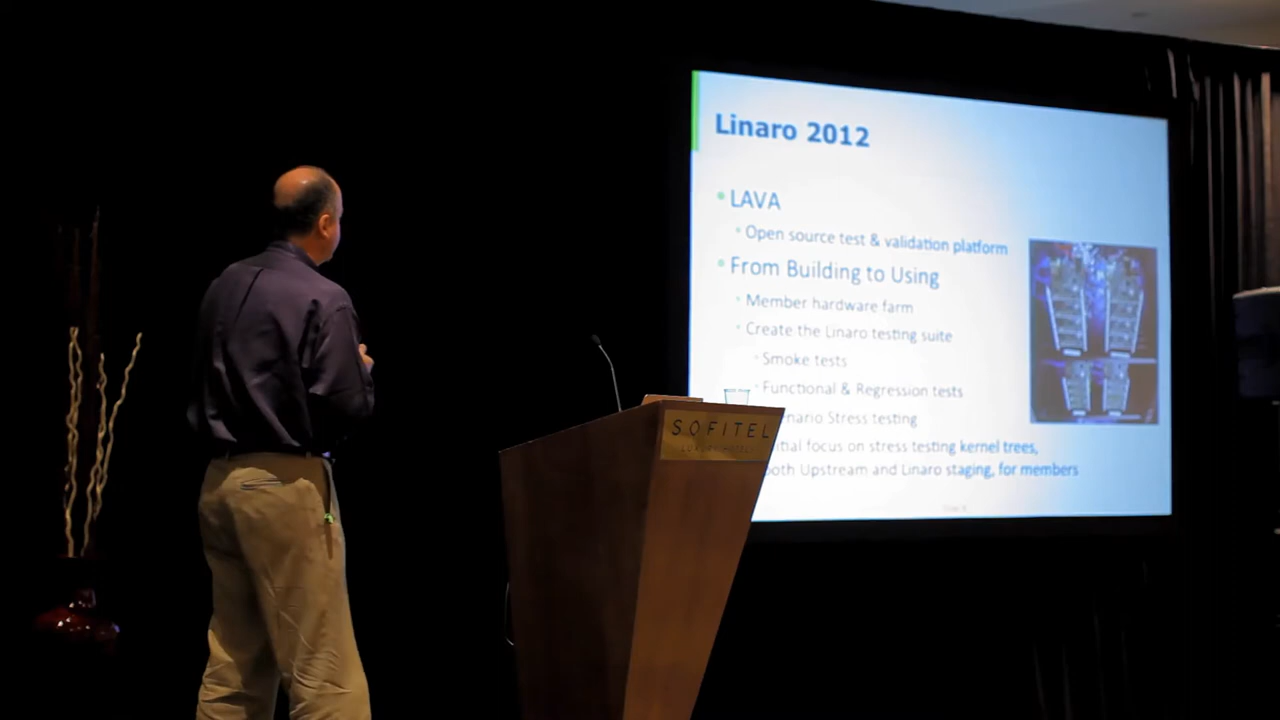 Linaro 2012
LAVA
Open source test & validation platform
From Building to Using
Member hardware farm
Create the Linaro testing suite
Smoke tests
Functional & Regression tests
Stress testing
focus on stress testing kernel trees,
Upstream and Linaro staging, for members
SOFITEL
LUXURY HOTELS